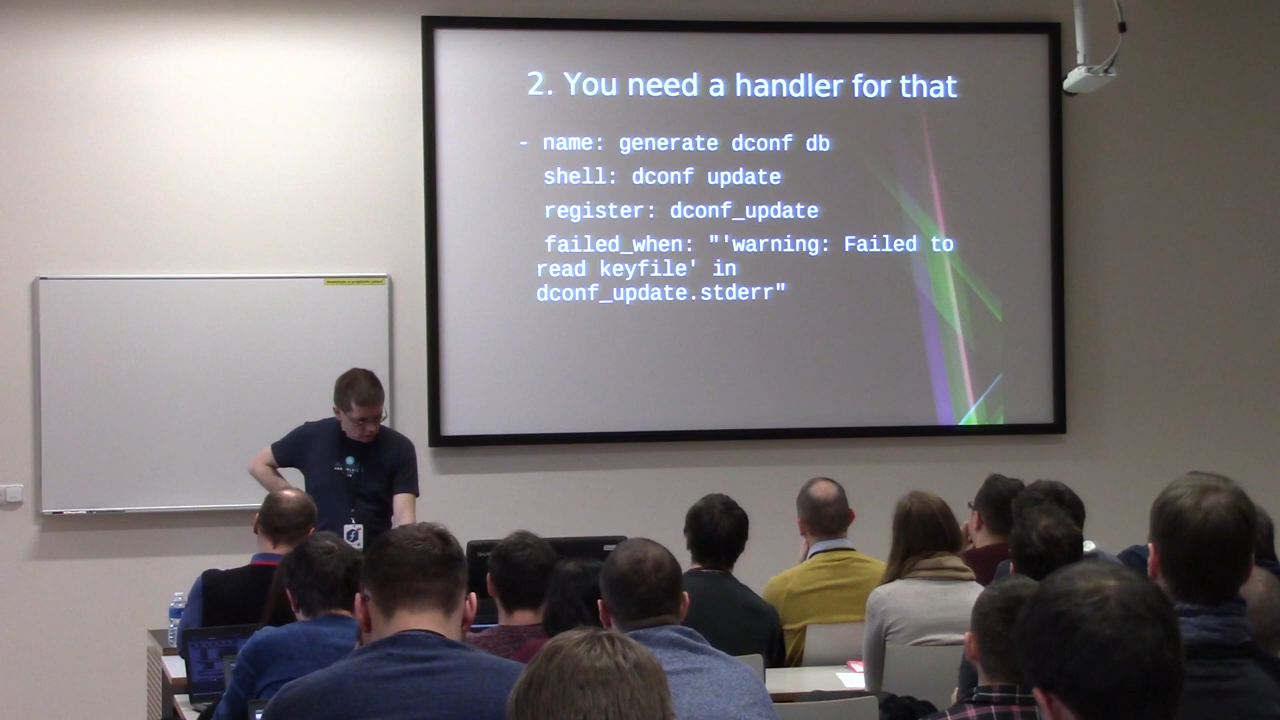 2. You need a handler for that
- name: generate dconf db
shell: dconf update
register: dconf_update
failed_when: "'warning: Failed to
read keyfile' in
dconf_update.stderr"